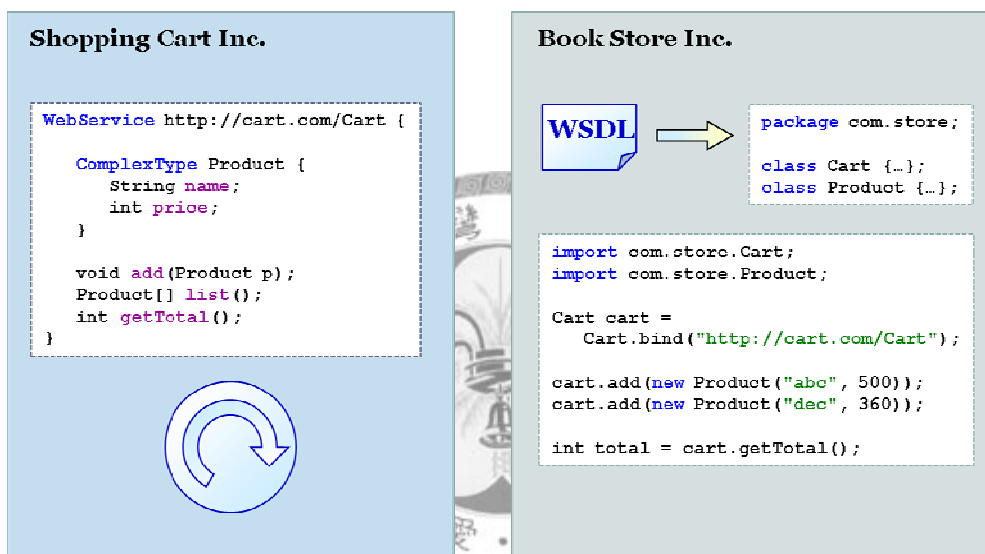 Shopping Cart Inc.
WebService http://cart.com/Cart {
ComplexType Product {
String name;
int price;
}
void add(Product p);
Product[] list();
int getTotal();
}
Book Store Inc.
WSDL
package com.store;
class Cart {…};
class Product {…};
import com.store.Cart;
import com.store.Product;
Cart cart =
Cart.bind("http://cart.com/Cart");
cart.add(new Product("abc", 500));
cart.add(new Product("dec", 360));
int total = cart.getTotal();